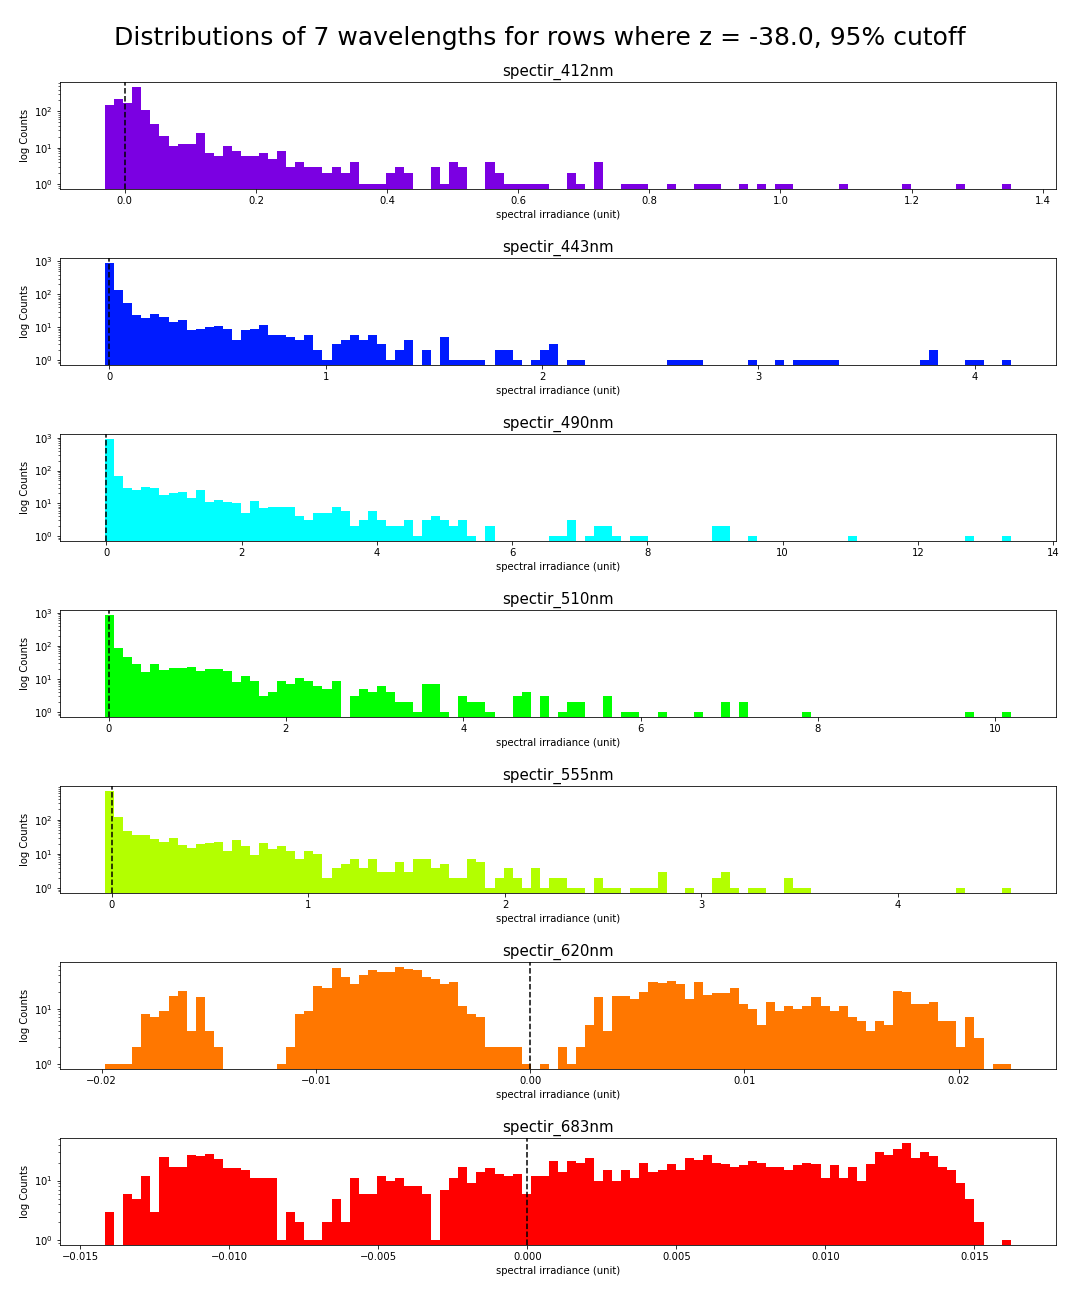 Distributions of 7 wavelengths for rows where z = -38.0, 95% cutoff
spectir_412nm
log Counts
10² 10¹ 10⁰
0.0 0.2 0.4 0.6 0.8 1.0 1.2 1.4
spectral irradiance (unit)
spectir_443nm
log Counts
10³ 10² 10¹ 10⁰
0 1 2 3 4
spectral irradiance (unit)
spectir_490nm
log Counts
10³ 10² 10¹ 10⁰
0 2 4 6 8 10 12 14
spectral irradiance (unit)
spectir_510nm
log Counts
10³ 10² 10¹ 10⁰
0 2 4 6 8 10
spectral irradiance (unit)
spectir_555nm
log Counts
10² 10¹ 10⁰
0 1 2 3 4
spectral irradiance (unit)
spectir_620nm
log Counts
10¹ 10⁰
−0.02 −0.01 0.00 0.01 0.02
spectral irradiance (unit)
spectir_683nm
log Counts
10¹ 10⁰
−0.015 −0.010 −0.005 0.000 0.005 0.010 0.015
spectral irradiance (unit)